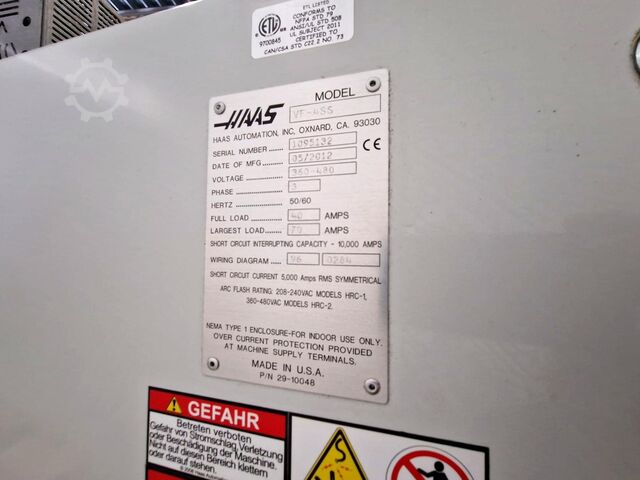 ETL LISTED
CONFORMS TO
NFPA STD 79
ANSI/UL STD 508
UL SUBJECT 2011
CERTIFIED TO
CAN/CSA STD C22.2 NO. 73
9700845
HAAS
MODEL VF-4SS
HAAS AUTOMATION, INC, OXNARD, CA. 93030
SERIAL NUMBER ........ 1095132
DATE OF MFG ........ 05/2012 CE
VOLTAGE ........ 360-480
PHASE ........ 3
HERTZ ........ 50/60
FULL LOAD ........ 40 AMPS
LARGEST LOAD ........ 70 AMPS
SHORT CIRCUIT INTERRUPTING CAPACITY - 10,000 AMPS
WIRING DIAGRAM ........ 96 0284
SHORT CIRCUIT CURRENT 5,000 Amps RMS SYMMETRICAL
ARC FLASH RATING: 208-240VAC MODELS HRC-1,
360-480VAC MODELS HRC-2.
NEMA TYPE 1 ENCLOSURE-FOR INDOOR USE ONLY.
OVER CURRENT PROTECTION PROVIDED
AT MACHINE SUPPLY TERMINALS.
MADE IN U.S.A.
P/N 29-10048
GEFAHR
Betreten verboten
Gefahr von Stromschlag, Verletzung
oder Beschädigung der Maschine.
Nicht auf diesen Bereich klettern
oder darauf stehen.